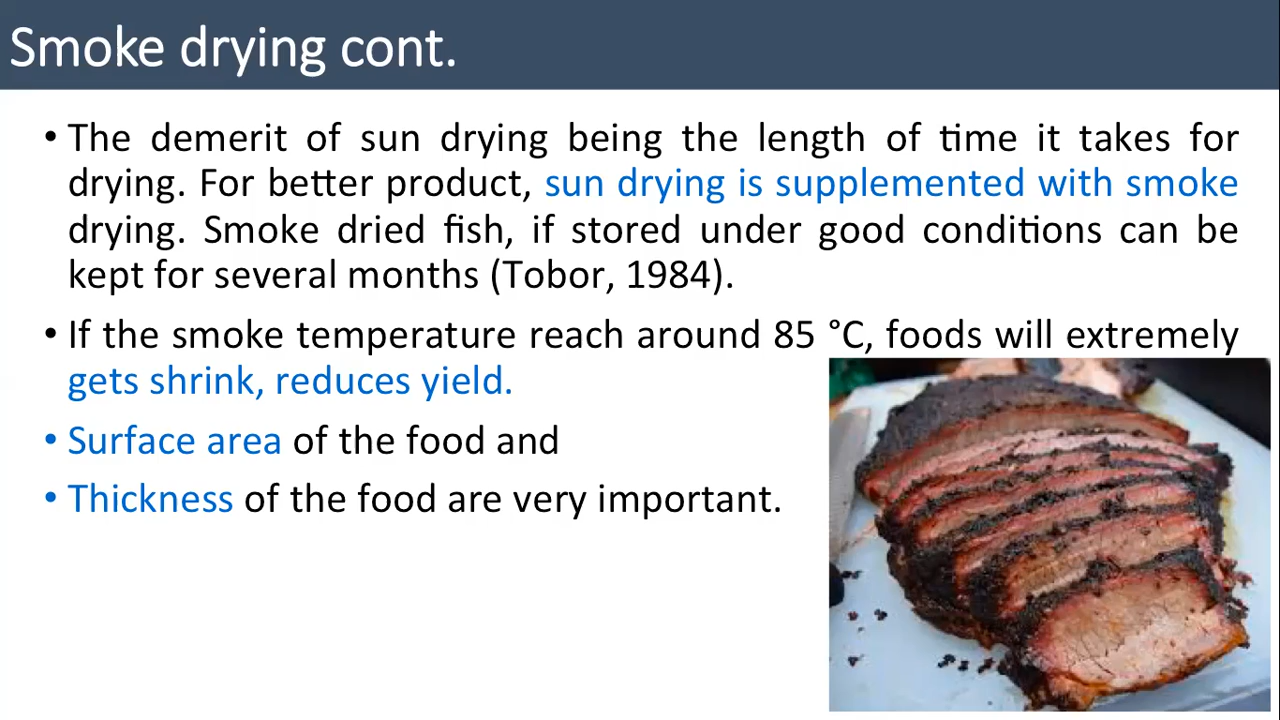 Smoke drying cont.
• The demerit of sun drying being the length of time it takes for
drying. For better product, sun drying is supplemented with smoke
drying. Smoke dried fish, if stored under good conditions can be
kept for several months (Tobor, 1984).
• If the smoke temperature reach around 85 °C, foods will extremely
gets shrink, reduces yield.
• Surface area of the food and
• Thickness of the food are very important.